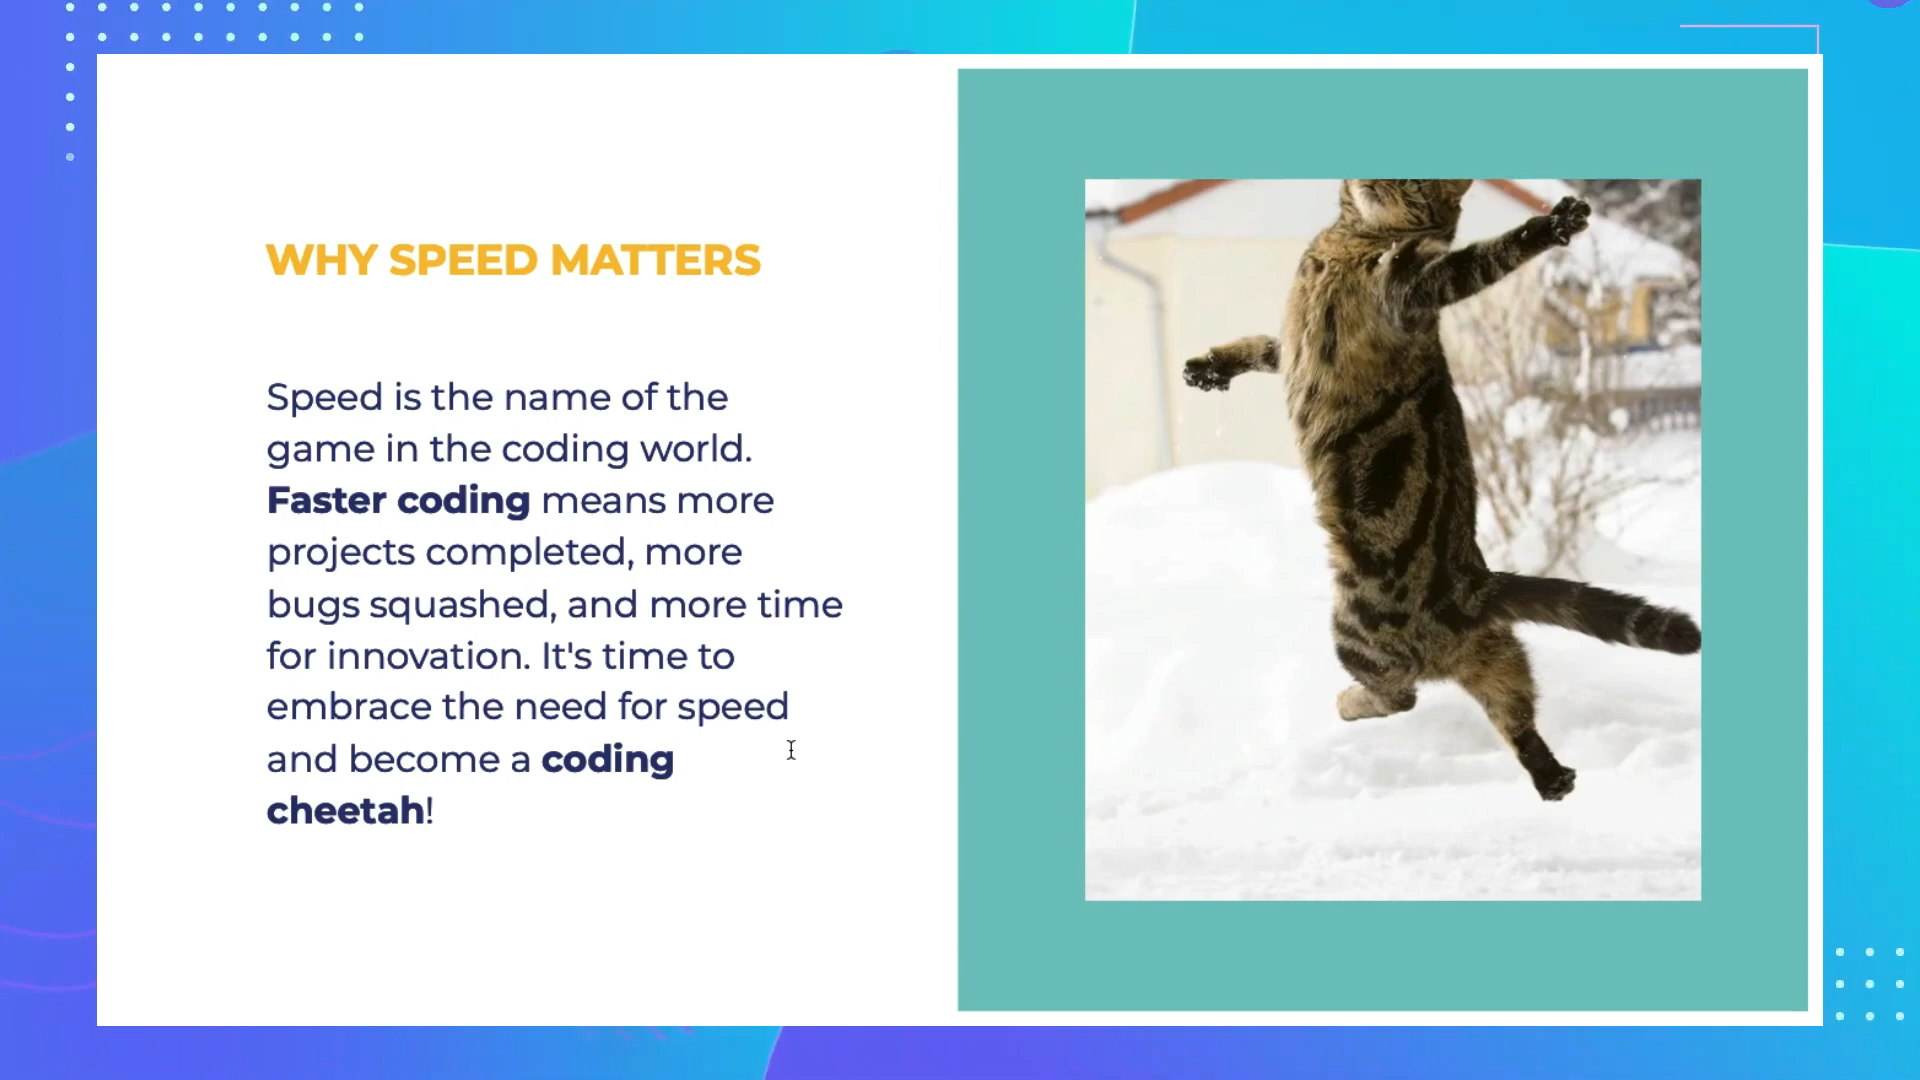 WHY SPEED MATTERS
Speed is the name of the
game in the coding world.
Faster coding means more
projects completed, more
bugs squashed, and more time
for innovation. It's time to
embrace the need for speed
and become a coding
cheetah!